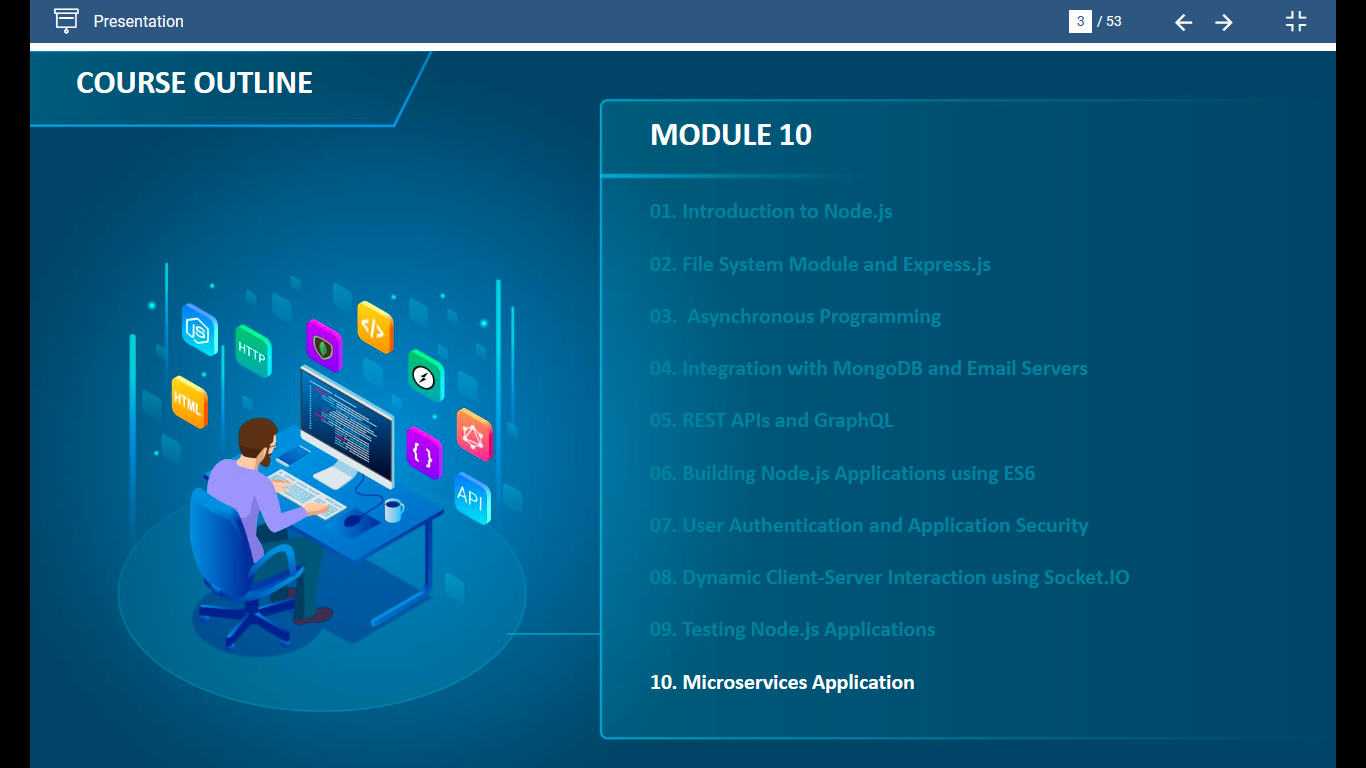 Presentation
3 / 53
COURSE OUTLINE
MODULE 10
01. Introduction to Node.js
02. File System Module and Express.js
03. Asynchronous Programming
04. Integration with MongoDB and Email Servers
05. REST APIs and GraphQL
06. Building Node.js Applications using ES6
07. User Authentication and Application Security
08. Dynamic Client-Server Interaction using Socket.IO
09. Testing Node.js Applications
10. Microservices Application
JS
HTTP
</>
HTML
{ }
API